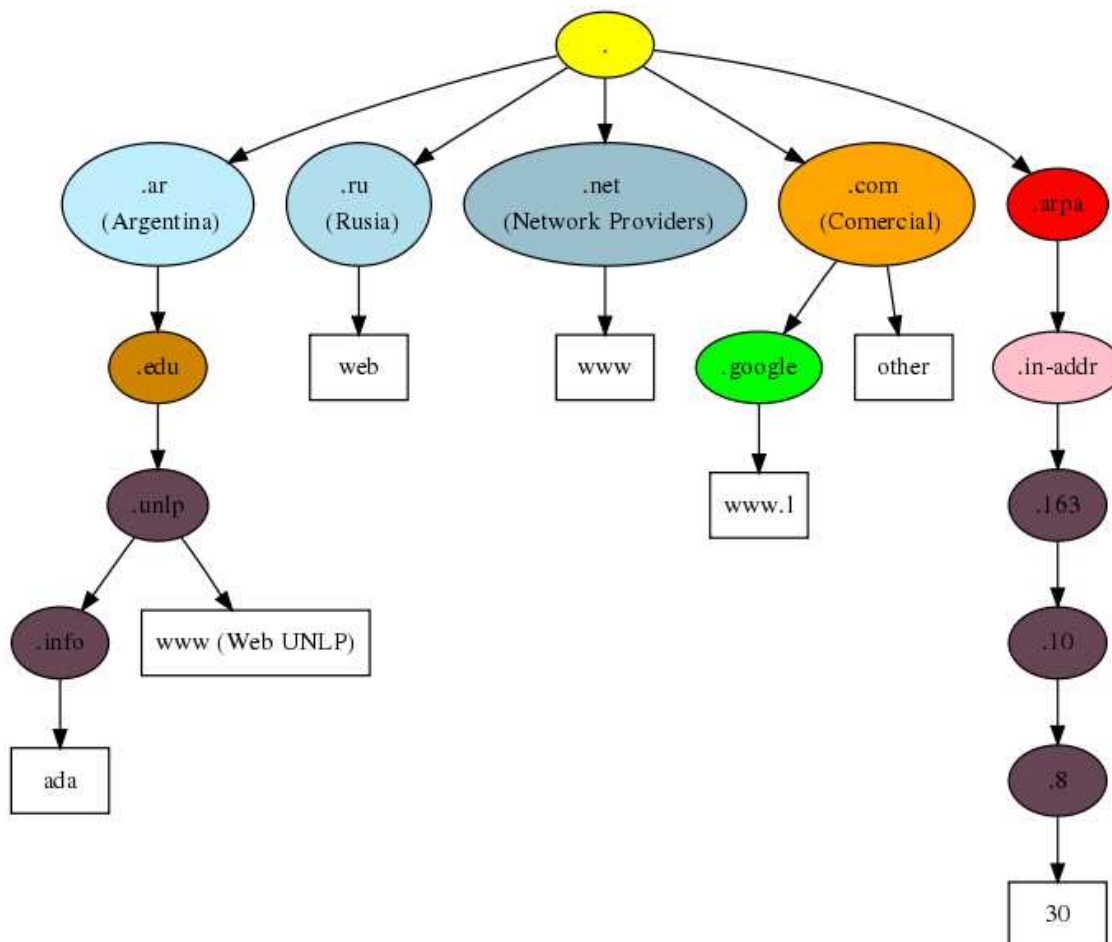 .
.ar
(Argentina)
.ru
(Rusia)
.net
(Network Providers)
.com
(Comercial)
.arpa
.edu
web
www
.google
other
.in-addr
.unlp
www.l
.163
.info
www (Web UNLP)
.10
ada
.8
30